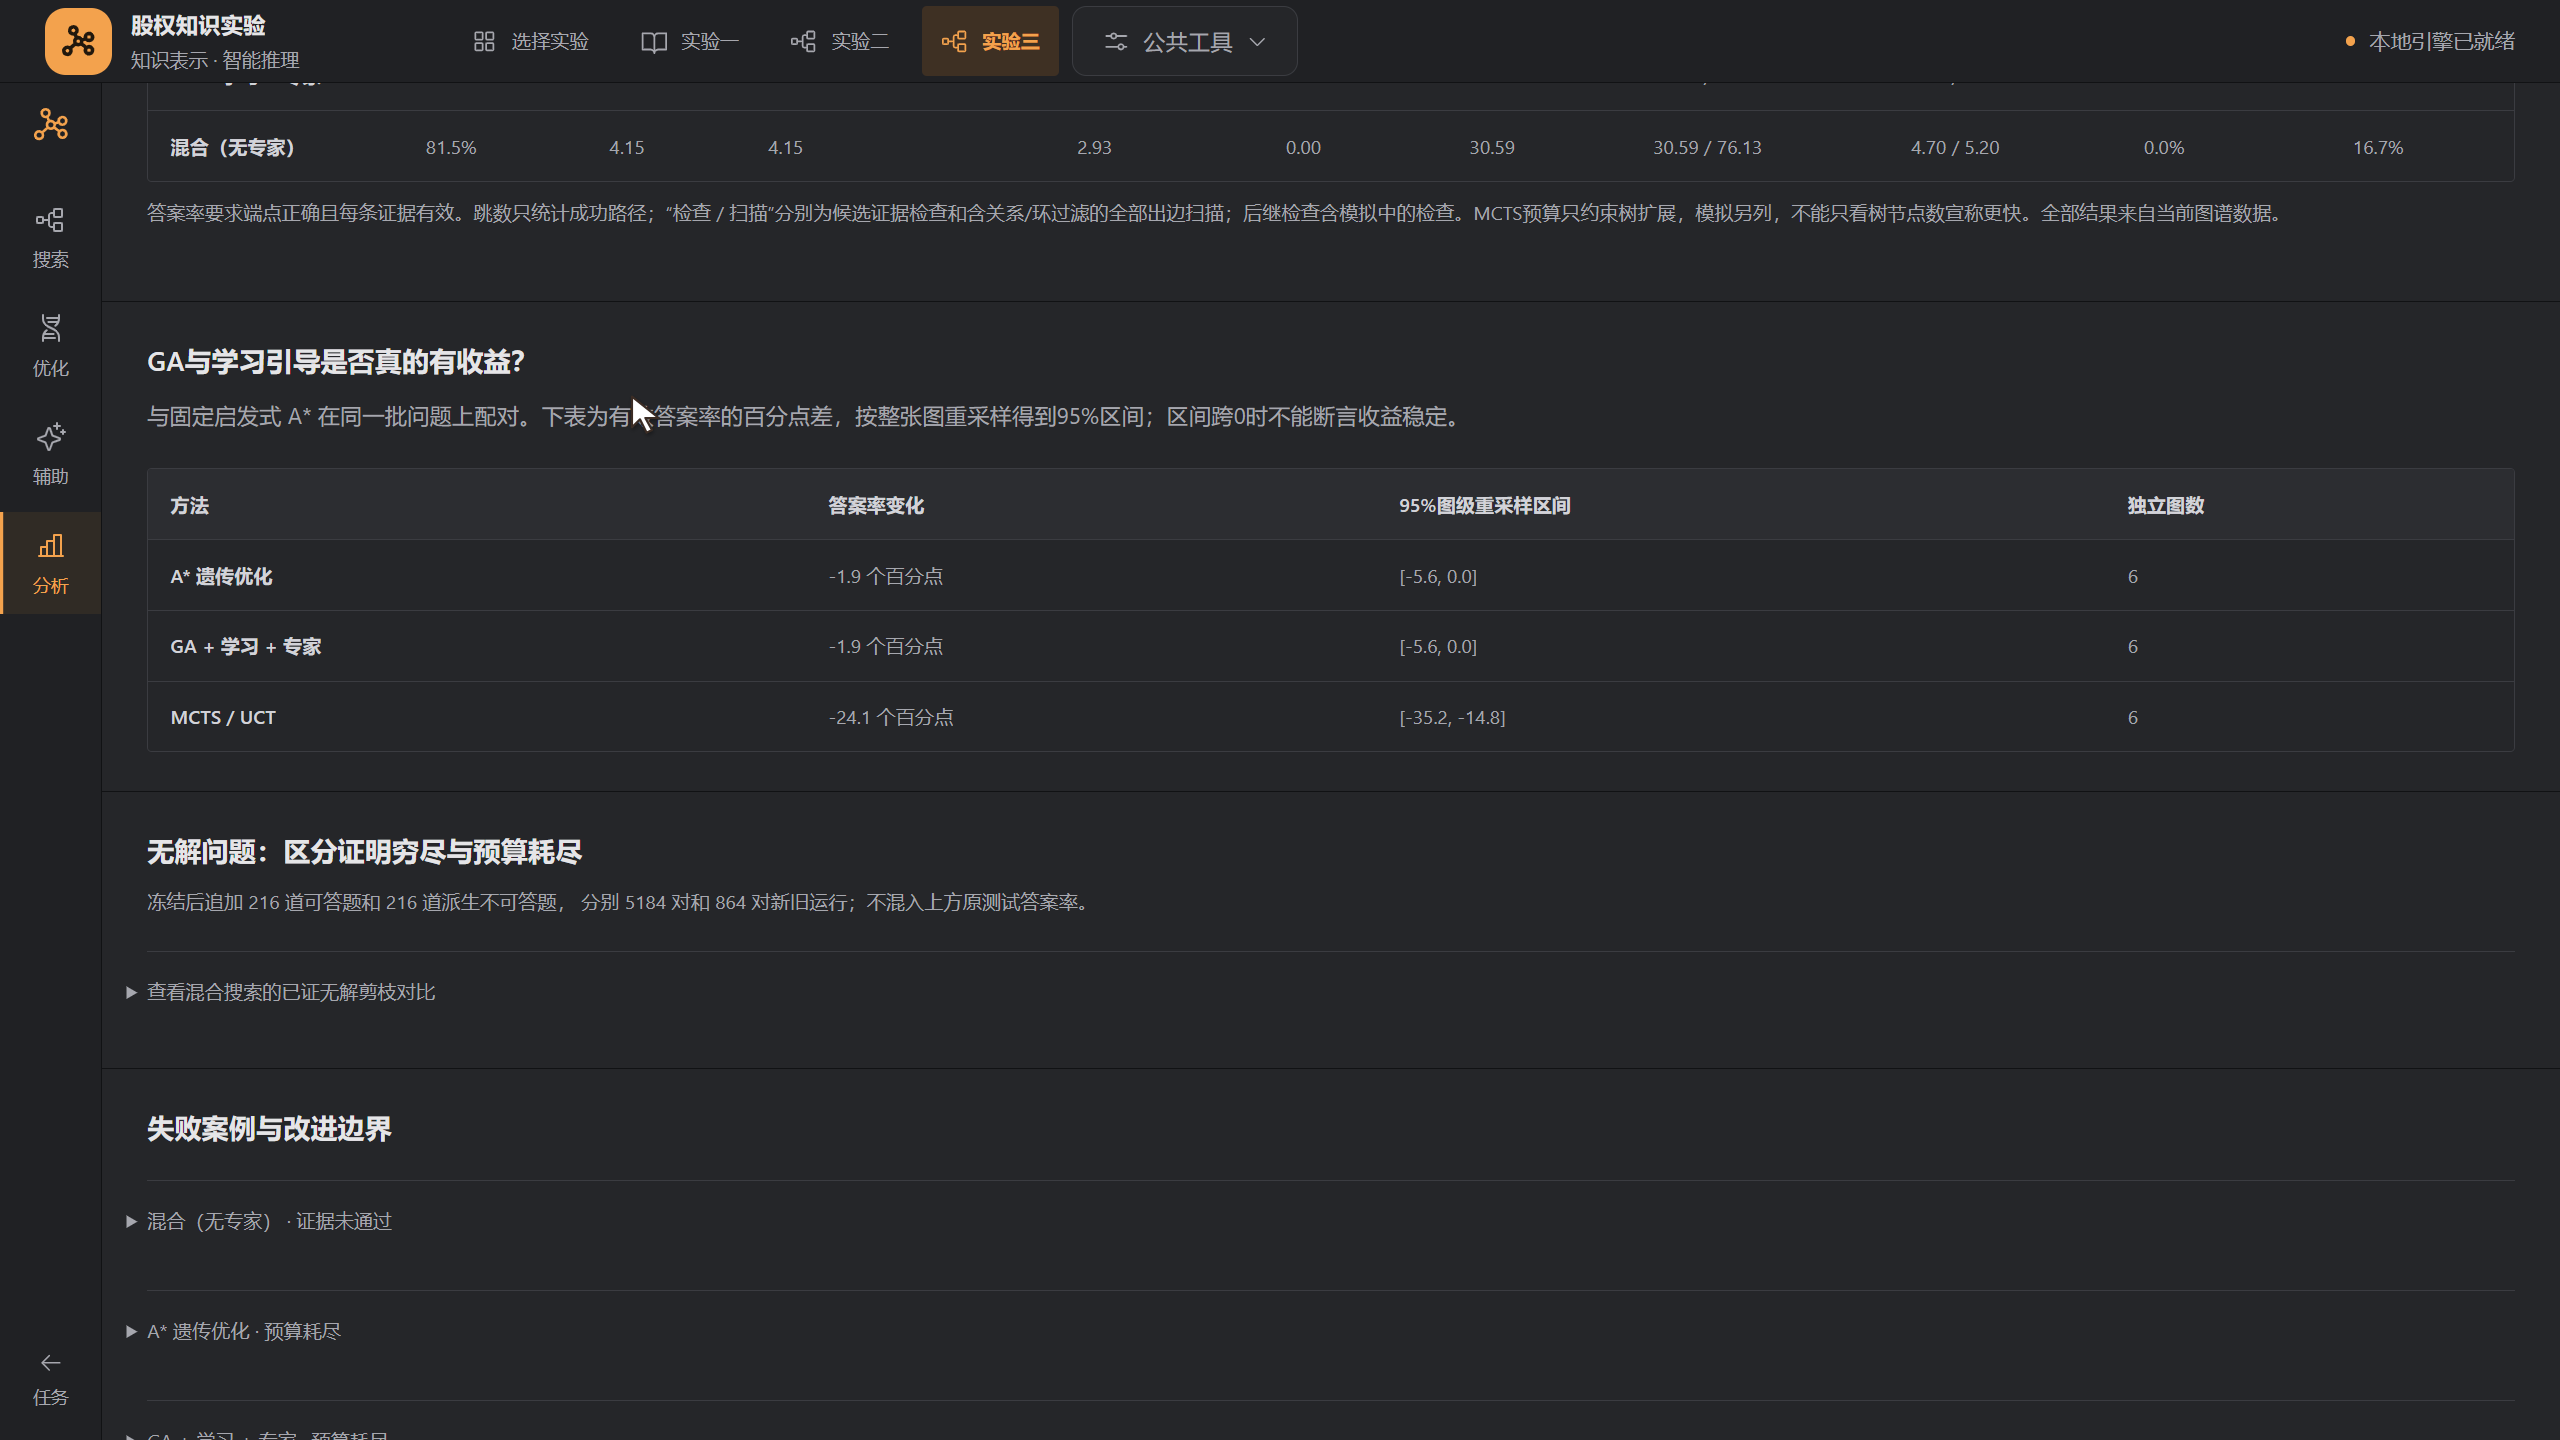 股权知识实验
知识表示 · 智能推理
选择实验
实验一
实验二
实验三
公共工具
本地引擎已就绪
搜索
优化
辅助
分析
任务
混合（无专家） 81.5% 4.15 4.15 2.93 0.00 30.59 30.59 / 76.13 4.70 / 5.20 0.0% 16.7%
答案率要求端点正确且每条证据有效。跳数只统计成功路径；“检查 / 扫描”分别为候选证据检查和含关系/环过滤的全部出边扫描；后继检查含模拟中的检查。MCTS预算只约束树扩展，模拟另列，不能只看树节点数宣称更快。全部结果来自当前图谱数据。
GA与学习引导是否真的有收益？
与固定启发式 A* 在同一批问题上配对。下表为有答案率的百分点差，按整张图重采样得到95%区间；区间跨0时不能断言收益稳定。
方法 答案率变化 95%图级重采样区间 独立图数
A* 遗传优化 -1.9 个百分点 [-5.6, 0.0] 6
GA + 学习 + 专家 -1.9 个百分点 [-5.6, 0.0] 6
MCTS / UCT -24.1 个百分点 [-35.2, -14.8] 6
无解问题：区分证明穷尽与预算耗尽
冻结后追加 216 道可答题和 216 道派生不可答题， 分别 5184 对和 864 对新旧运行；不混入上方原测试答案率。
查看混合搜索的已证无解剪枝对比
失败案例与改进边界
混合（无专家） · 证据未通过
A* 遗传优化 · 预算耗尽
GA + 学习 + 专家 · 预算耗尽